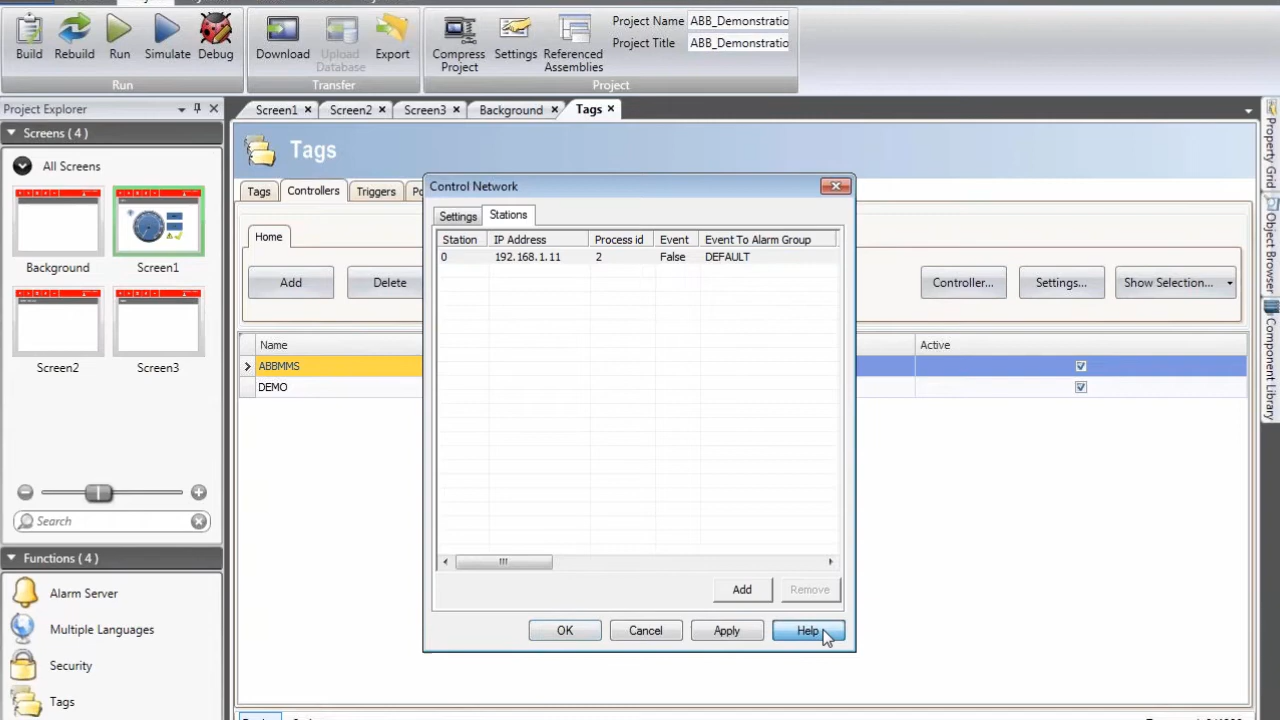 Build
Rebuild
Run
Simulate
Debug
Download
Upload
Database
Export
Compress
Project
Settings
Referenced
Assemblies
Project Name ABB_Demonstratio
Project Title ABB_Demonstratio
Run
Transfer
Project
Project Explorer
Screen1
Screen2
Screen3
Background
Tags
Screens ( 4 )
All Screens
Background
Screen1
Screen2
Screen3
Search
Functions ( 4 )
Alarm Server
Multiple Languages
Security
Tags
Tags
Tags
Controllers
Triggers
Home
Add
Delete
Controller...
Settings...
Show Selection...
Name
Active
ABBMMS
DEMO
Control Network
Settings
Stations
Station IP Address Process id Event Event To Alarm Group
0 192.168.1.11 2 False DEFAULT
Add
Remove
OK
Cancel
Apply
Help
Property Grid
Object Browser
Component Library